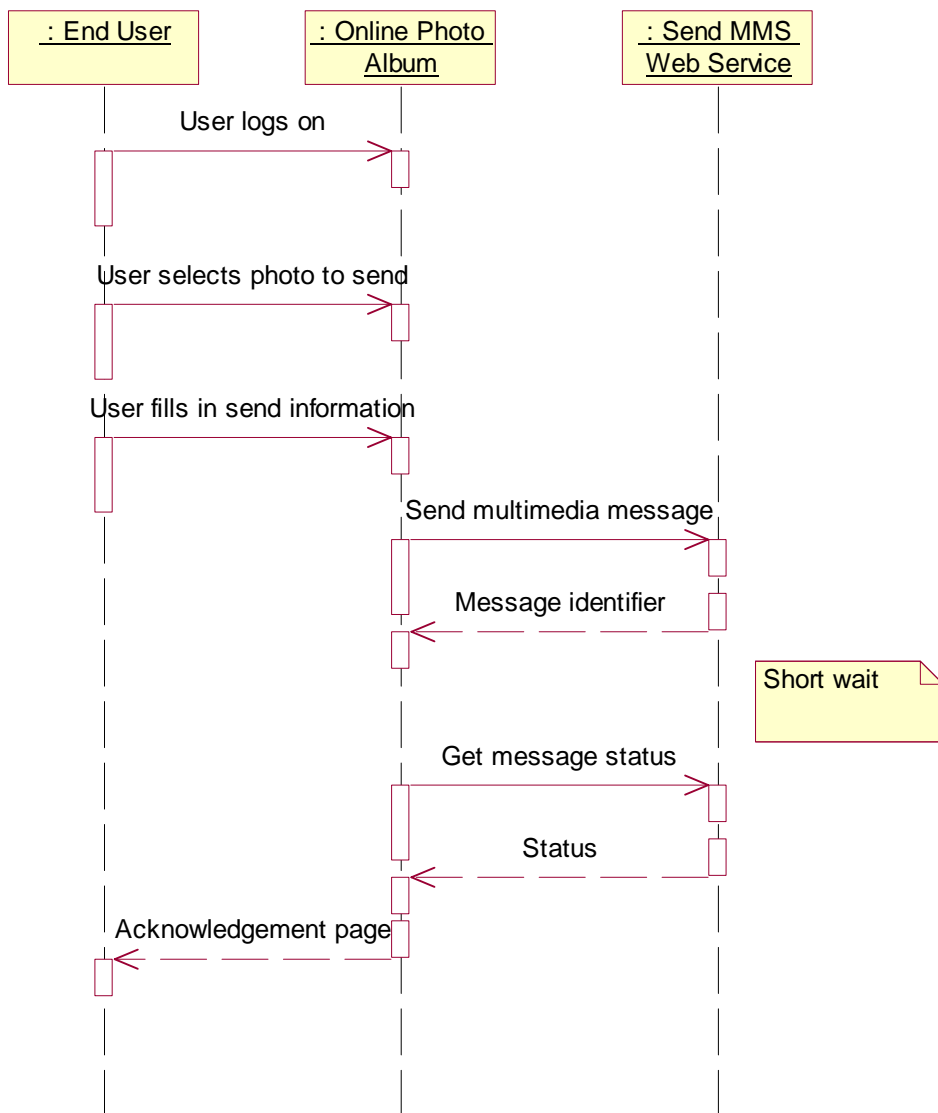 : End User
: Online Photo
Album
: Send MMS
Web Service
User logs on
User selects photo to send
User fills in send information
Send multimedia message
Message identifier
Short wait
Get message status
Status
Acknowledgement page